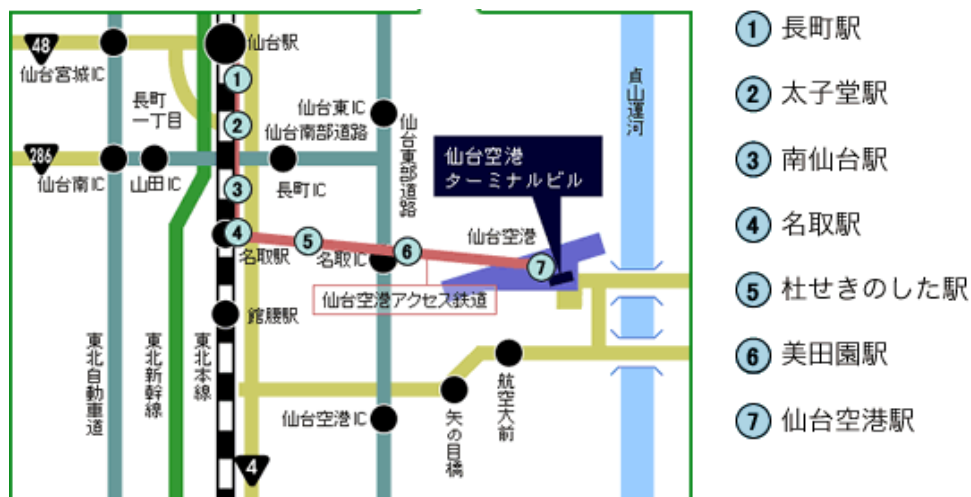 48
仙台駅
仙台宮城IC
1
長町
一丁目
2
仙台東IC
仙台南部道路
仙台東部道路
貞山運河
286
仙台南IC
山田IC
長町IC
仙台空港
ターミナルビル
3
4
名取駅
5
名取IC
6
仙台空港
7
仙台空港アクセス鉄道
館腰駅
東北自動車道
東北新幹線
東北本線
仙台空港IC
矢の目橋
航空大前
4
1 長町駅
2 太子堂駅
3 南仙台駅
4 名取駅
5 杜せきのした駅
6 美田園駅
7 仙台空港駅